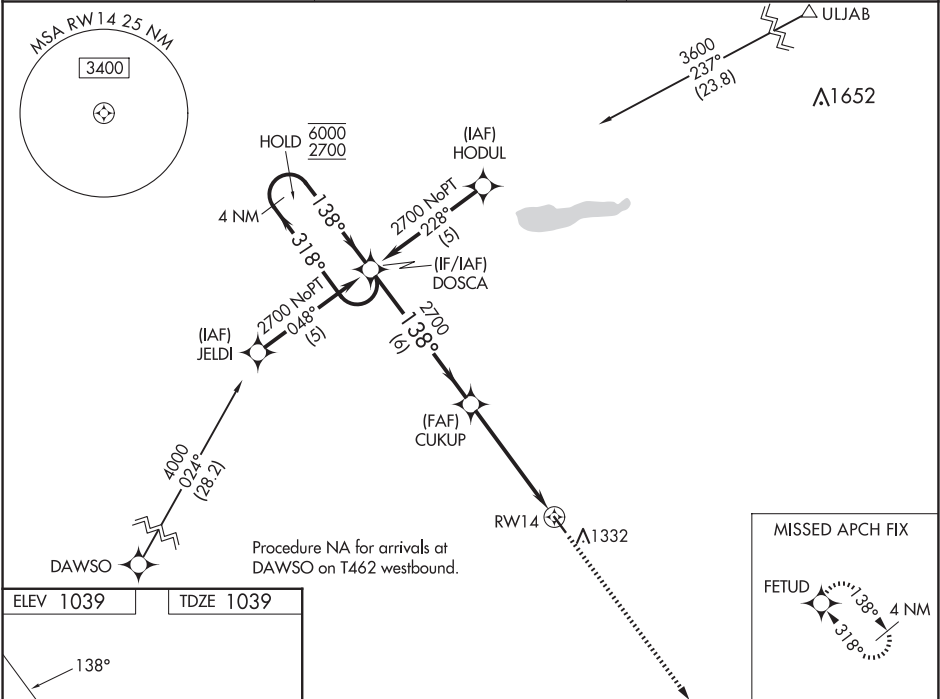 MSA RW14 25 NM
3400
ULJAB
3600
237°
(23.8)
1652
HOLD 6000
2700
(IAF)
HODUL
4 NM
138°
318°
2700 NoPT
228°
(5)
(IF/IAF)
DOSCA
2700 NoPT
048°
(5)
(IAF)
JELDI
2700
138°
(6)
(FAF)
CUKUP
4000
024°
(28.2)
RW14
1332
DAWSO
Procedure NA for arrivals at
DAWSO on T462 westbound.
MISSED APCH FIX
FETUD
138°
4 NM
318°
ELEV 1039
TDZE 1039
138°